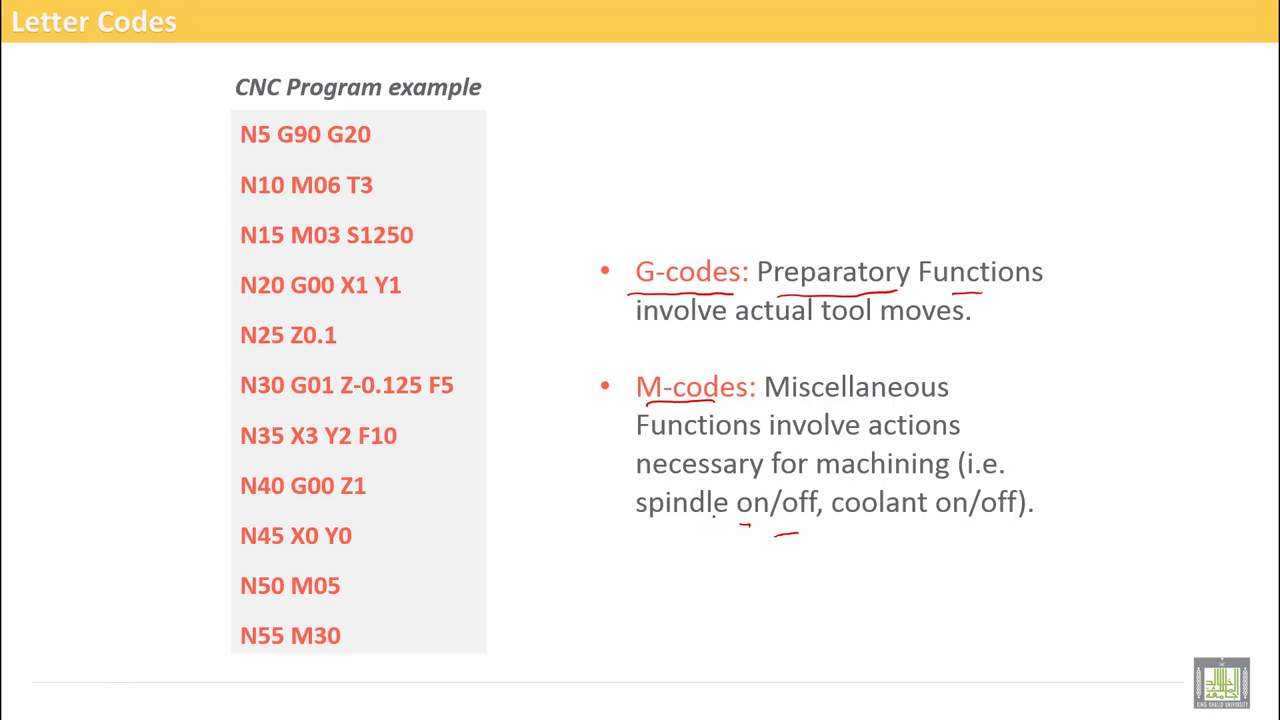 Letter Codes
CNC Program example
N5 G90 G20
N10 M06 T3
N15 M03 S1250
N20 G00 X1 Y1
N25 Z0.1
N30 G01 Z-0.125 F5
N35 X3 Y2 F10
N40 G00 Z1
N45 X0 Y0
N50 M05
N55 M30
• G-codes: Preparatory Functions
involve actual tool moves.
• M-codes: Miscellaneous
Functions involve actions
necessary for machining (i.e.
spindle on/off, coolant on/off).
KING KHALID UNIVERSITY